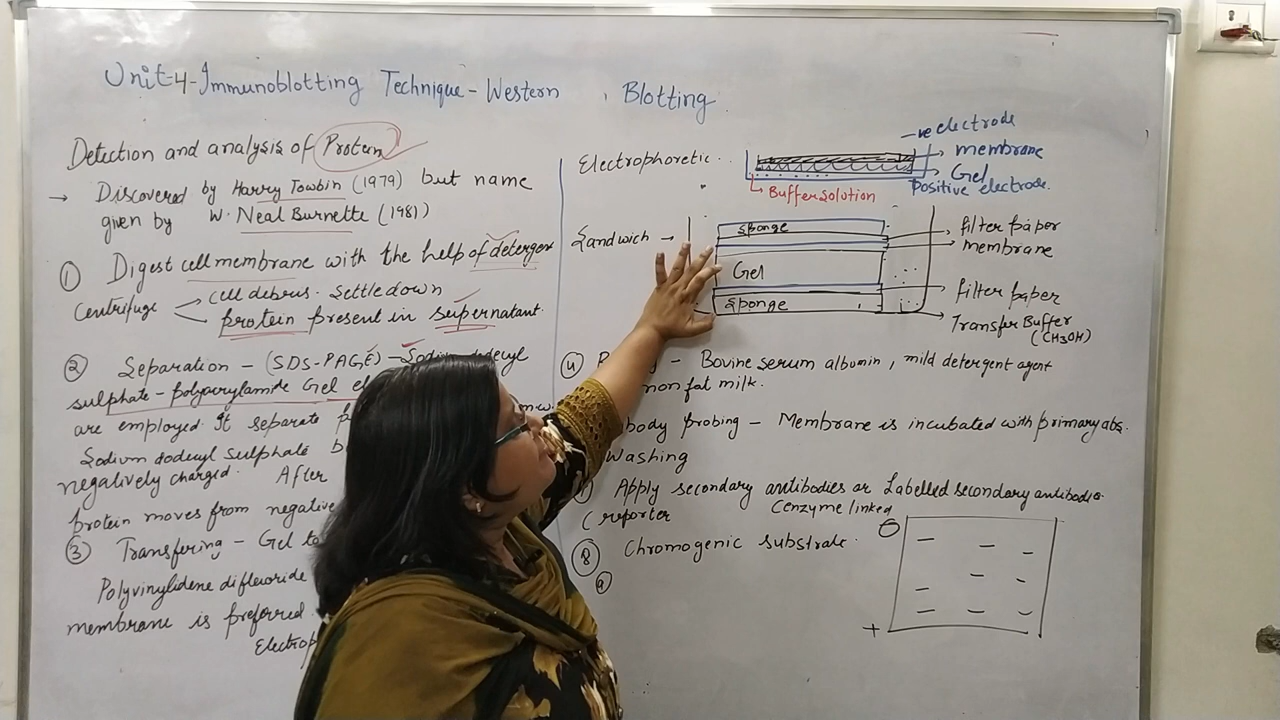 Unit-4-Immunoblotting Technique - Western Blotting
Detection and analysis of Protein
→ Discovered by Harry Towbin (1979) but name
given by W. Neal Burnette (1981)
① Digest cell membrane with the help of detergent
Centrifuge
→ Cell debris. Settle down
→ protein present in supernatant.
② Separation - (SDS-PAGE) - Sodium dodecyl
sulphate - polyacrylamide Gel
are employed. It separate
m.w.
Sodium dodecyl sulphate
negatively charged. After
protein moves from negative
③ Transfering - Gel to
Polyvinylidene difluoride
membrane is preferred.
Electrop
Electrophoretic..
-ve electrode
membrane
Gel
Positive electrode.
Buffer solution
Sandwich →
Sponge
Gel
Sponge
filter paper
membrane
filter paper
Transfer Buffer
(CH3OH)
- Bovine serum albumin, mild detergent agent
non fat milk.
body probing - Membrane is incubated with primary abs.
Washing
Apply secondary antibodies or Labelled secondary antibodies
(reporter
(enzyme linked
⑧ Chromogenic substrate.
ⓐ
⊖
+